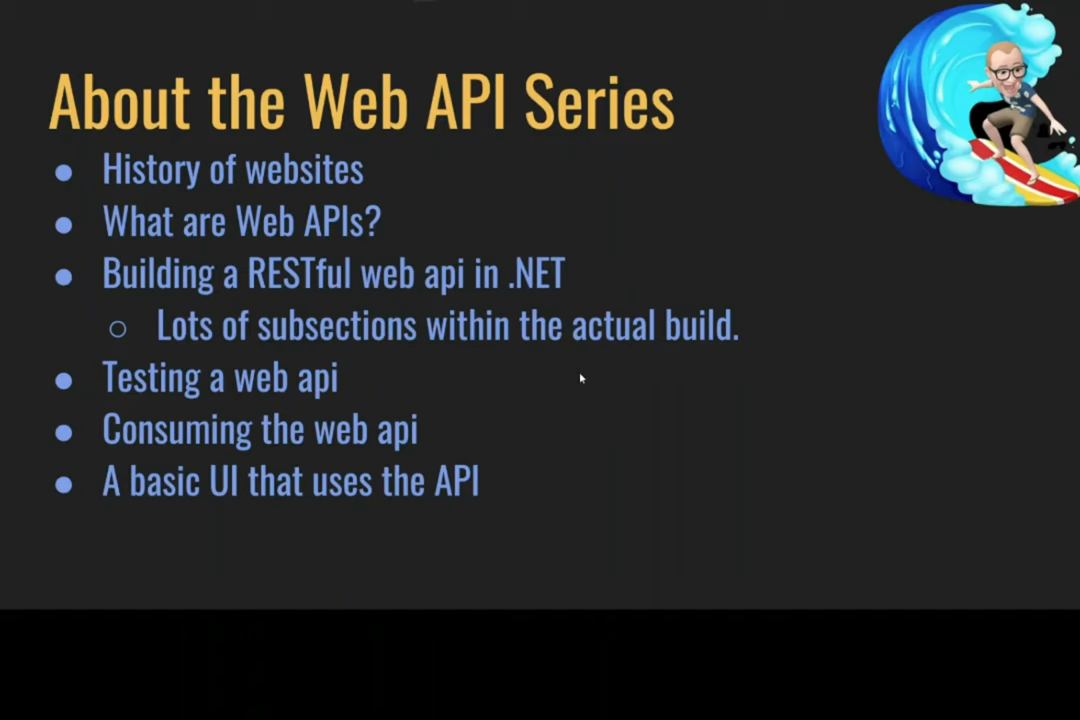 About the Web API Series
History of websites
What are Web APIs?
Building a RESTful web api in .NET
Lots of subsections within the actual build.
Testing a web api
Consuming the web api
A basic UI that uses the API